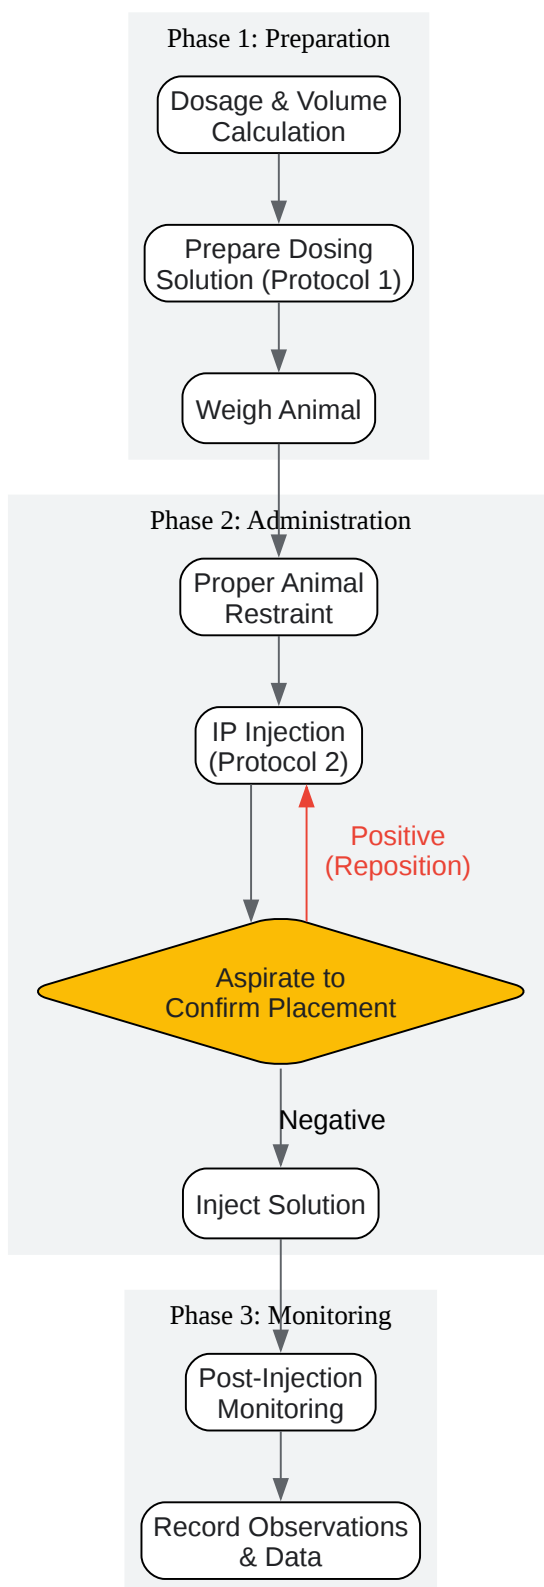 Phase 1: Preparation
Dosage & Volume
Calculation
Prepare Dosing
Solution (Protocol 1)
Weigh Animal
Phase 2: Administration
Proper Animal
Restraint
IP Injection
(Protocol 2)
Positive
(Reposition)
Aspirate to
Confirm Placement
Negative
Inject Solution
Phase 3: Monitoring
Post-Injection
Monitoring
Record Observations
& Data